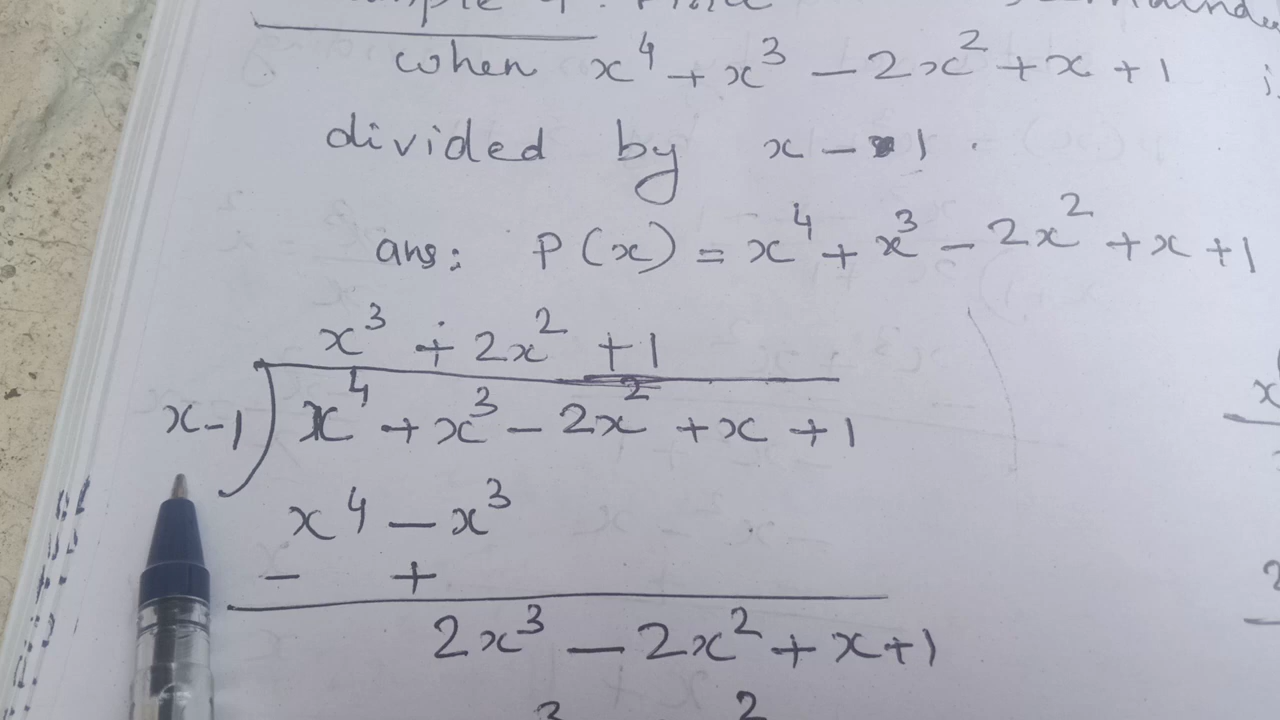 when x⁴ + x³ - 2x² + x + 1
divided by x - 1 .
ans: P(x) = x⁴ + x³ - 2x² + x + 1
x³ + 2x² + 1
x-1 ) x⁴ + x³ - 2x² + x + 1
x⁴ - x³
- +
2x³ - 2x² + x + 1